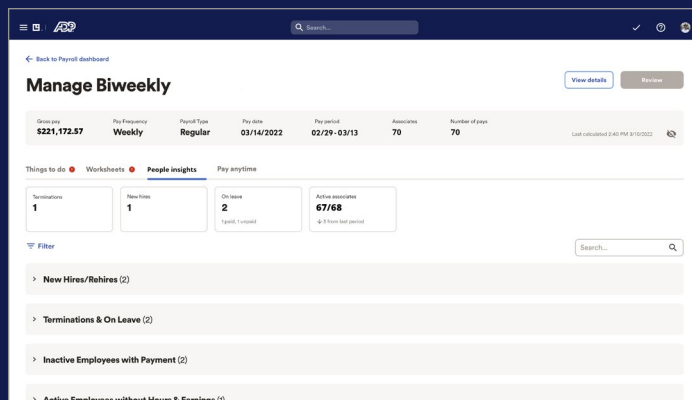 ADP
Search...
Back to Payroll dashboard
Manage Biweekly
View details
Review
Gross pay
$221,172.57
Pay Frequency
Weekly
Payroll Type
Regular
Pay date
03/14/2022
Pay period
02/29 - 03/13
Associates
70
Number of pays
70
Last calculated 2:40 PM 3/10/2022
Things to do
Worksheets
People insights
Pay anytime
Terminations
1
New hires
1
On leave
2
1 paid, 1 unpaid
Active associates
67/68
3 from last period
Filter
Search...
New Hires/Rehires (2)
Terminations & On Leave (2)
Inactive Employees with Payment (2)
Active Employees without Hours & Earnings (1)